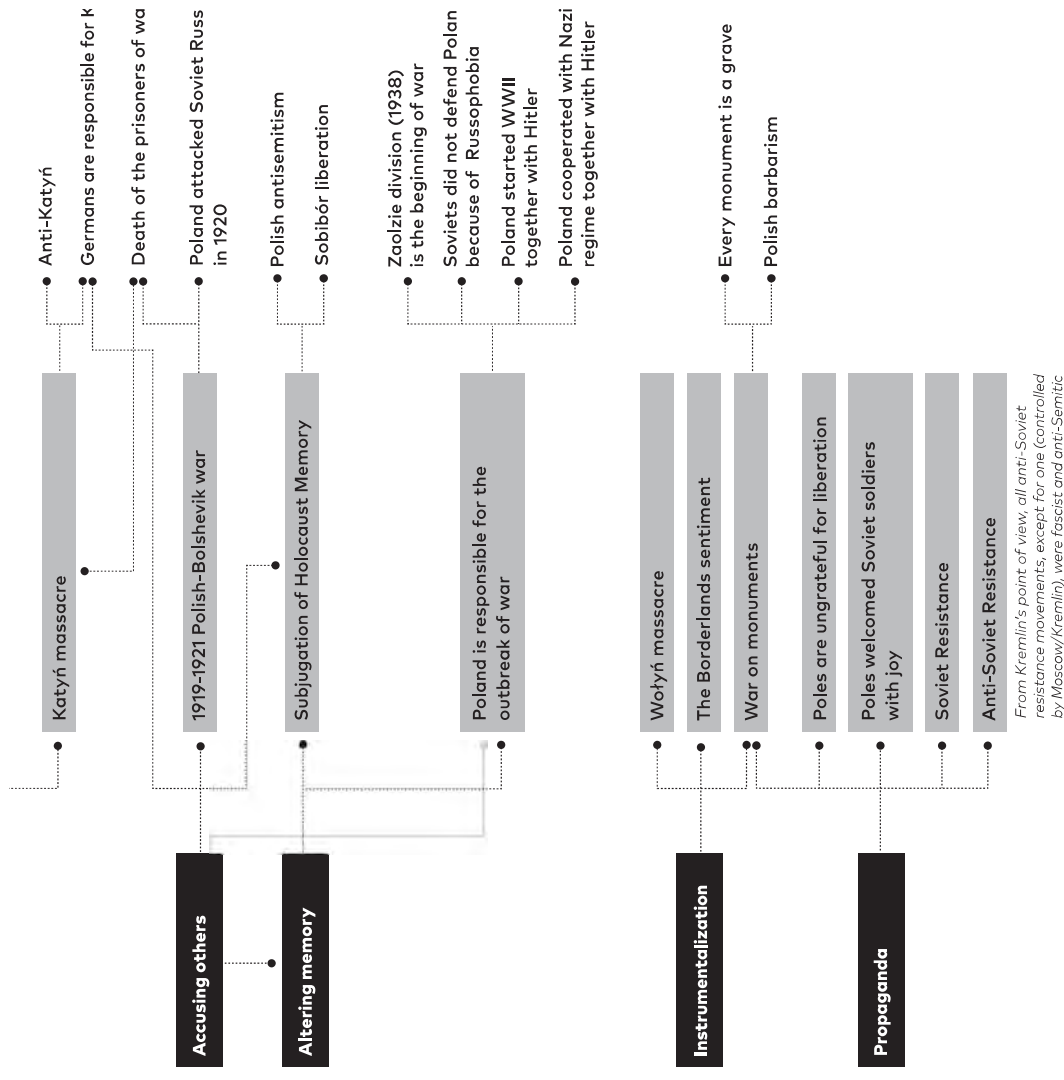 Accusing others
Altering memory
Instrumentalization
Propaganda
Katyń massacre
1919-1921 Polish-Bolshevik war
Subjugation of Holocaust Memory
Poland is responsible for the
outbreak of war
Wołyń massacre
The Borderlands sentiment
War on monuments
Poles are ungrateful for liberation
Poles welcomed Soviet soldiers
with joy
Soviet Resistance
Anti-Soviet Resistance
From Kremlin's point of view, all anti-Soviet
resistance movements, except for one (controlled
by Moscow/Kremlin), were fascist and anti-Semitic
Anti-Katyń
Germans are responsible for
Death of the prisoners of wa
Poland attacked Soviet Russ
in 1920
Polish antisemitism
Sobibór liberation
Zaolzie division (1938)
is the beginning of war
Soviets did not defend Polan
because of Russophobia
Poland started WWII
together with Hitler
Poland cooperated with Nazi
regime together with Hitler
Every monument is a grave
Polish barbarism